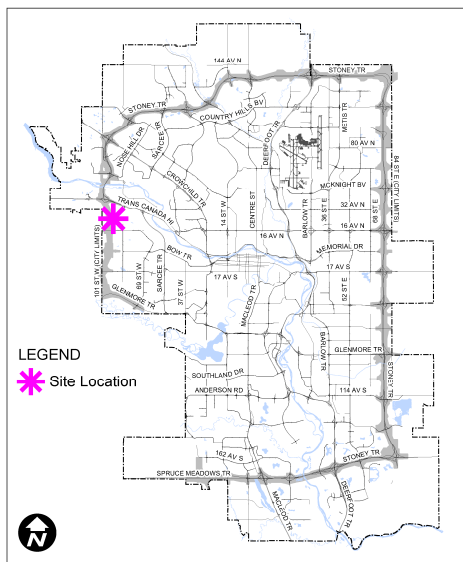 144 AV N
STONEY TR
STONEY TR
COUNTRY HILLS BV
NOSE HILL DR
SARCEE TR
DEERFOOT TR
METIS TR
80 AV N
CROWCHILD TR
14 ST W
CENTRE ST
BARLOW TR
36 ST E
MCKNIGHT BV
84 ST E (CITY LIMITS)
32 AV N
68 ST E
TRANS CANADA HI
16 AV N
16 AV N
101 ST W (CITY LIMITS)
BOW TR
MEMORIAL DR
69 ST W
SARCEE TR
37 ST W
17 AV S
17 AV S
52 ST E
GLENMORE TR
MACLEOD TR
BARLOW TR
GLENMORE TR
LEGEND
Site Location
SOUTHLAND DR
ANDERSON RD
114 AV S
STONEY TR
162 AV S
STONEY TR
SPRUCE MEADOWS TR
MACLEOD TR
DEERFOOT TR
N